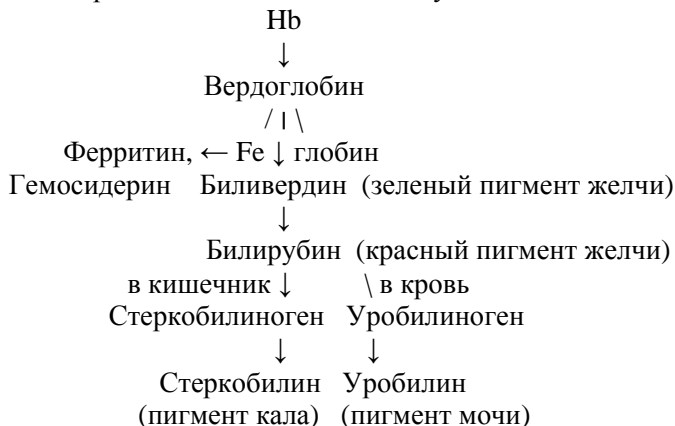 Hb
↓
Вердоглобин
/ | \
Ферритин, ← Fe ↓ глобин
Гемосидерин Биливердин (зеленый пигмент желчи)
↓
Билирубин (красный пигмент желчи)
в кишечник ↓ \ в кровь
Стеркобилиноген Уробилиноген
↓ ↓
Стеркобилин Уробилин
(пигмент кала) (пигмент мочи)